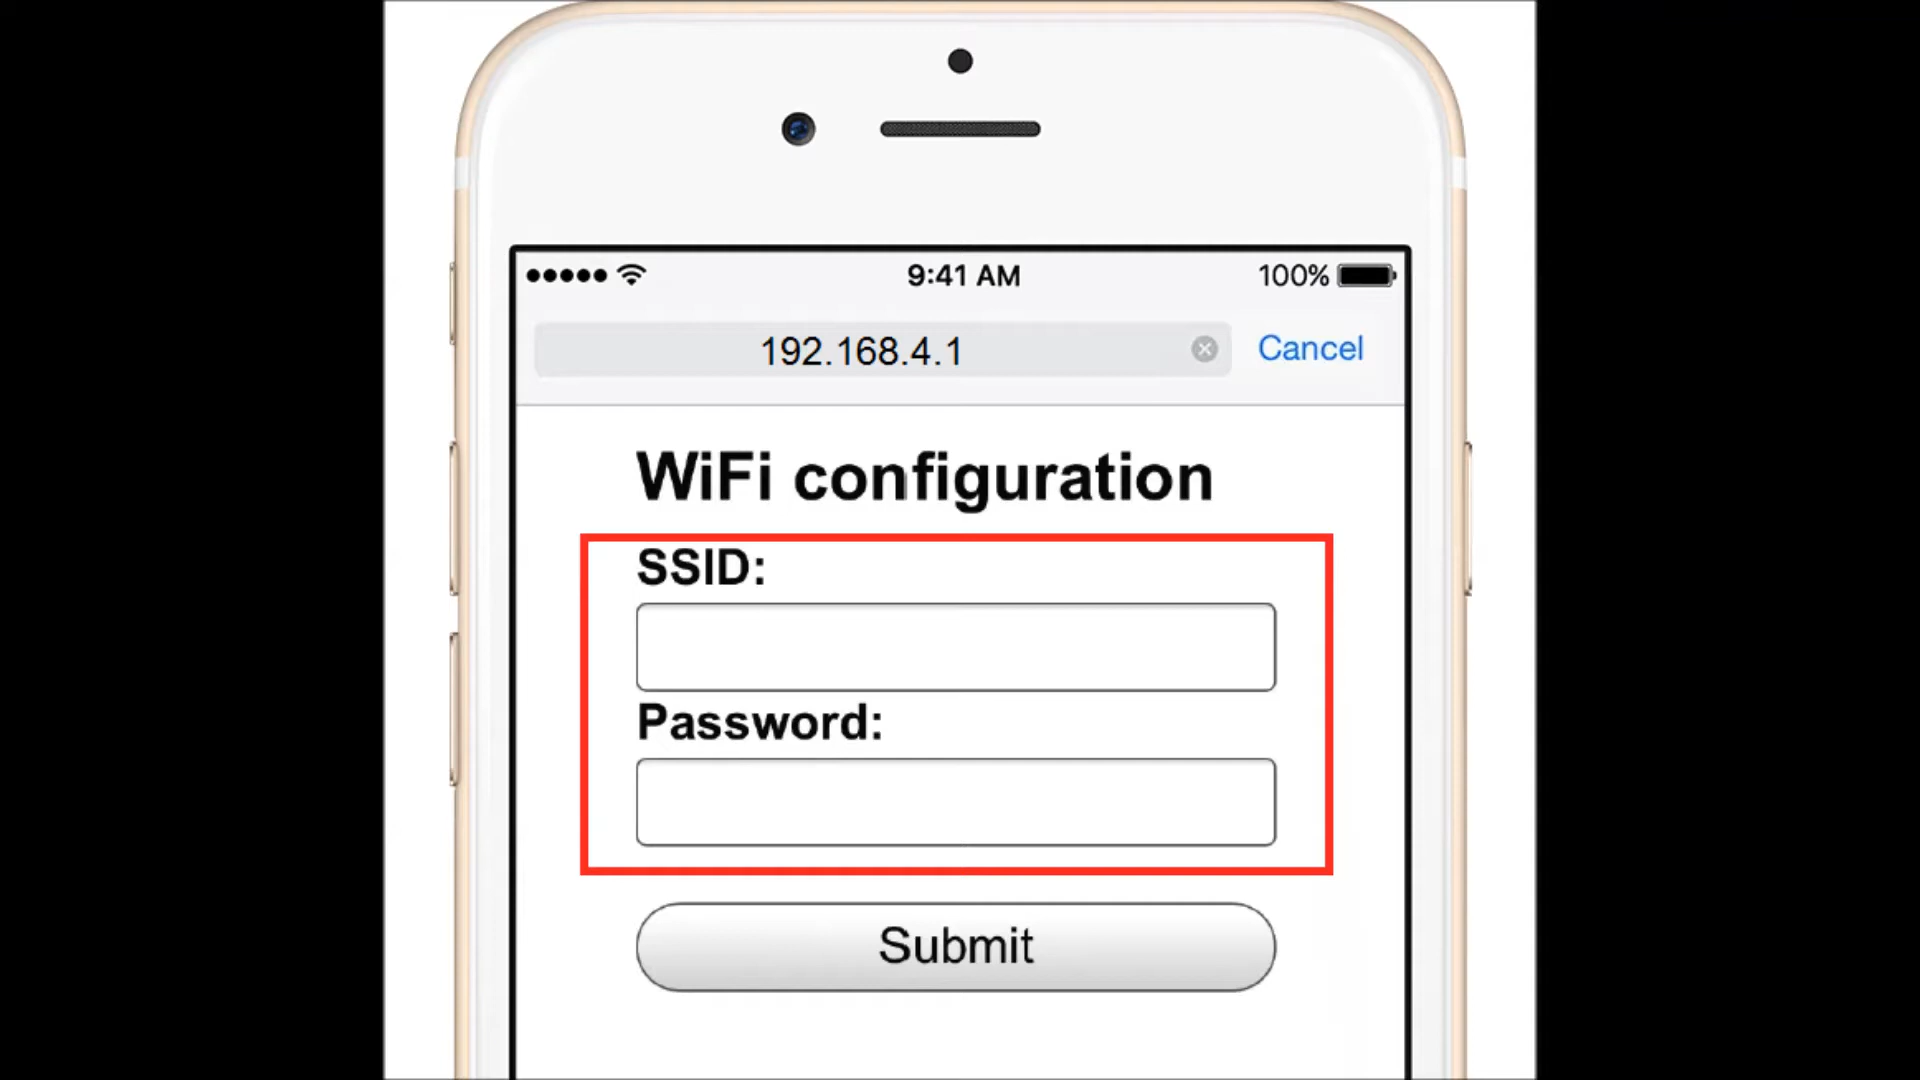 9:41 AM
100%
192.168.4.1
Cancel
WiFi configuration
SSID:
Password:
Submit